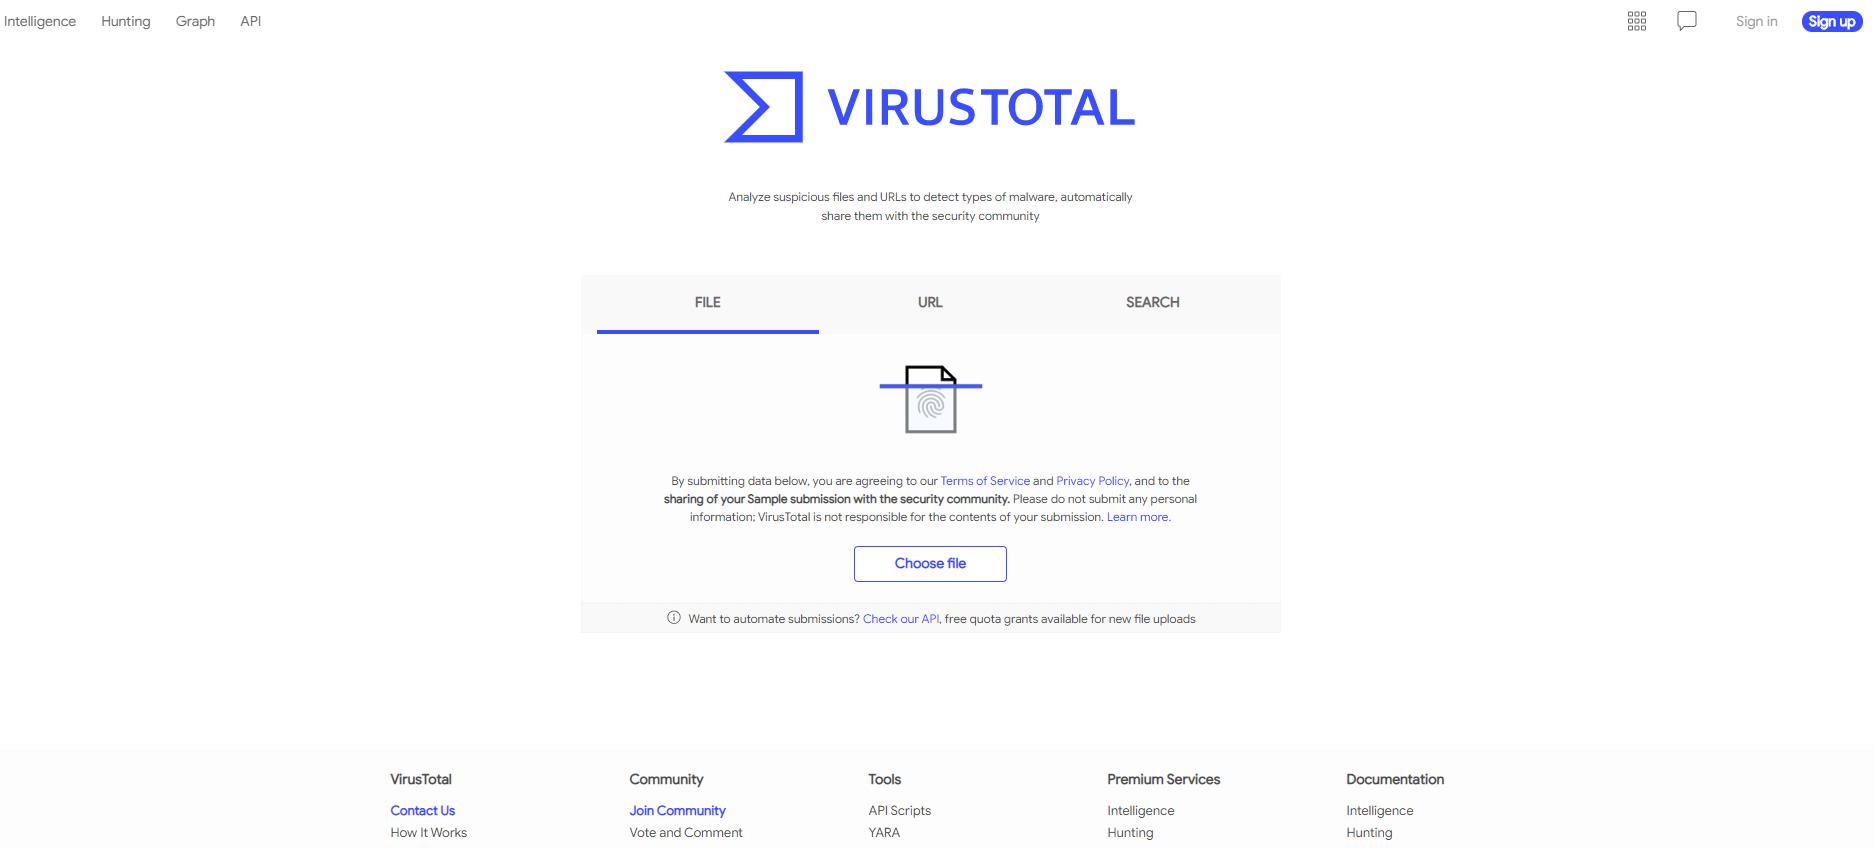 Intelligence Hunting Graph API Sign in Sign up
VIRUSTOTAL
Analyze suspicious files and URLs to detect types of malware, automatically
share them with the security community
FILE URL SEARCH
By submitting data below, you are agreeing to our Terms of Service and Privacy Policy, and to the
sharing of your Sample submission with the security community. Please do not submit any personal
information; VirusTotal is not responsible for the contents of your submission. Learn more.
Choose file
Want to automate submissions? Check our API, free quota grants available for new file uploads
VirusTotal Community Tools Premium Services Documentation
Contact Us Join Community API Scripts Intelligence Intelligence
How It Works Vote and Comment YARA Hunting Hunting